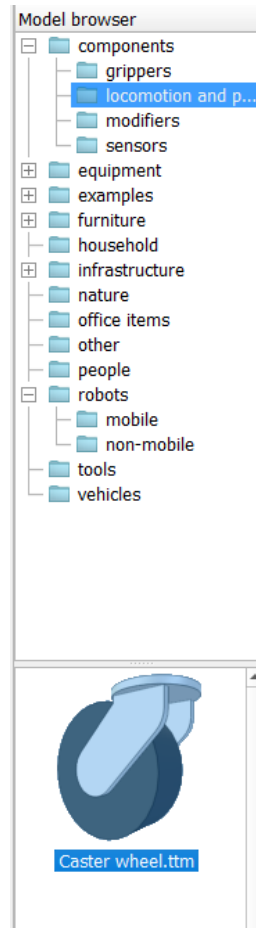 Model browser
components
grippers
locomotion and p...
modifiers
sensors
equipment
examples
furniture
household
infrastructure
nature
office items
other
people
robots
mobile
non-mobile
tools
vehicles
Caster wheel.ttm